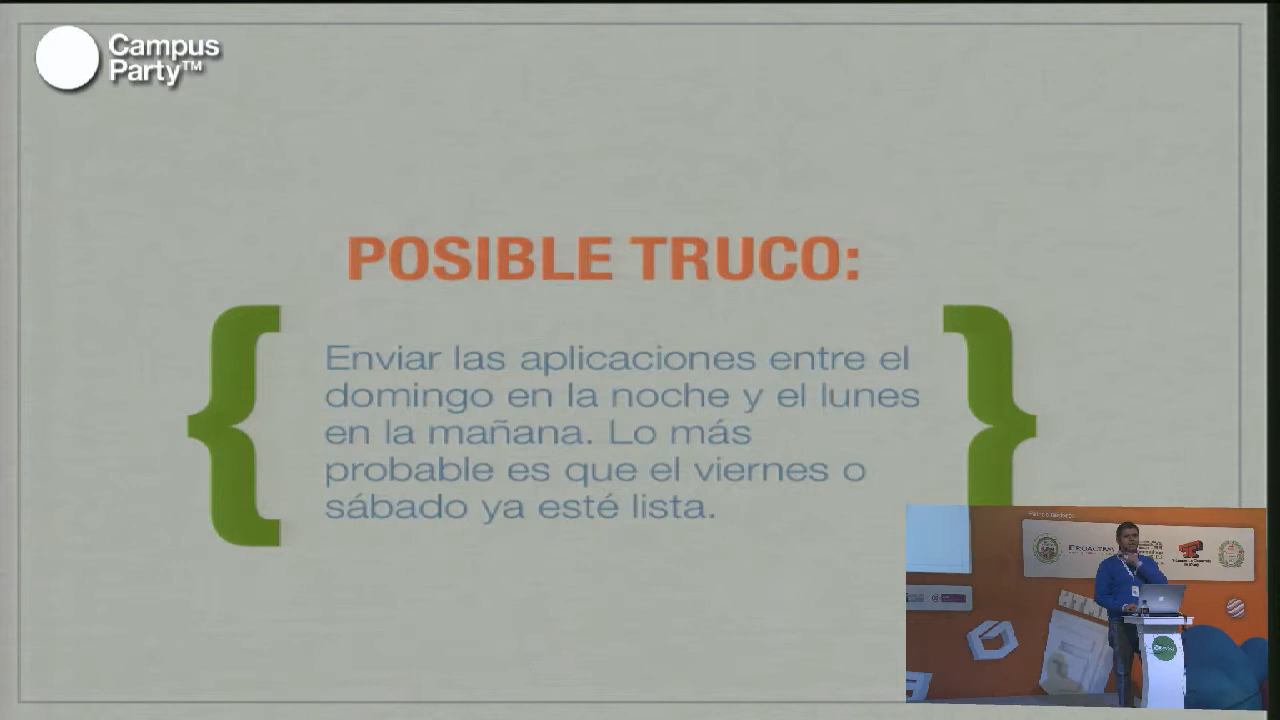 Campus
Party™
POSIBLE TRUCO:
{
}
Enviar las aplicaciones entre el
domingo en la noche y el lunes
en la mañana. Lo más
probable es que el viernes o
sábado ya esté lista.